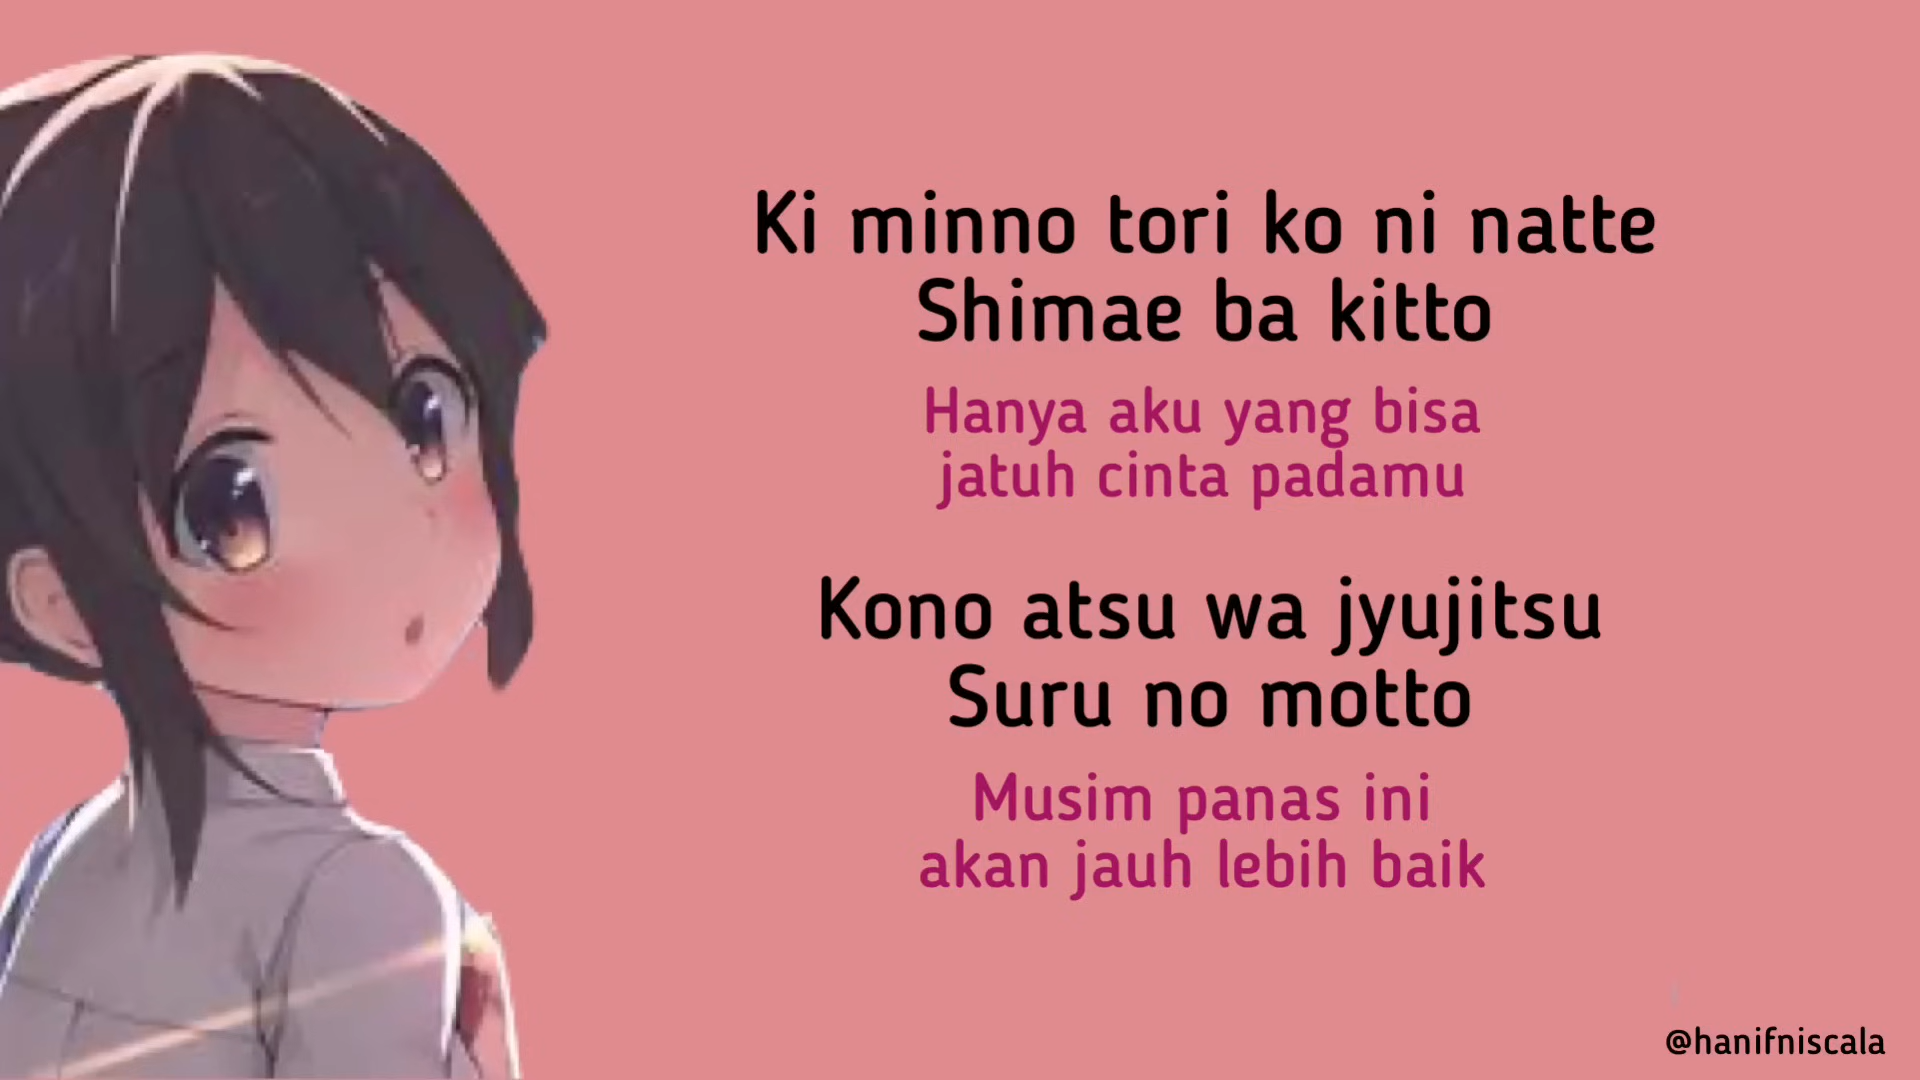 Ki minno tori ko ni natte
Shimae ba kitto
Hanya aku yang bisa
jatuh cinta padamu
Kono atsu wa jyujitsu
Suru no motto
Musim panas ini
akan jauh lebih baik
@hanifniscala